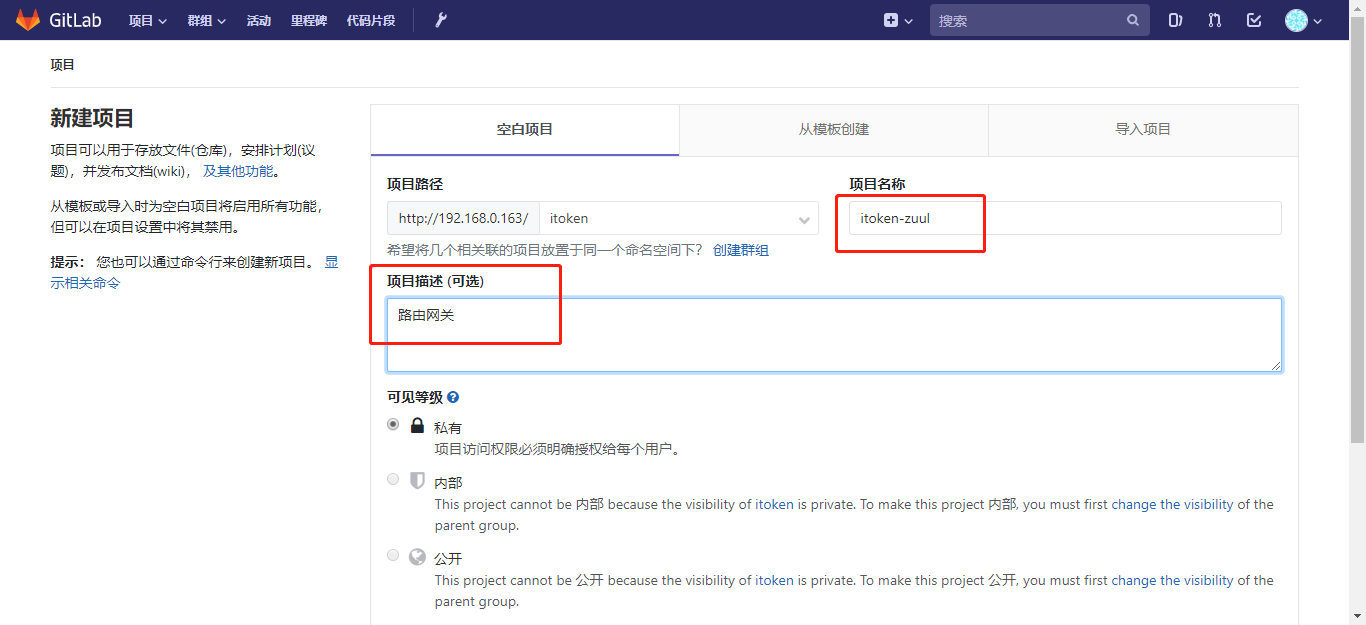 GitLab 项目 群组 活动 里程碑 代码片段 搜索
项目
新建项目
项目可以用于存放文件(仓库)，安排计划(议
题)，并发布文档(wiki)， 及其他功能。
从模板或导入时为空白项目将启用所有功能，
但可以在项目设置中将其禁用。
提示： 您也可以通过命令行来创建新项目。 显
示相关命令
空白项目 从模板创建 导入项目
项目路径 项目名称
http://192.168.0.163/ itoken itoken-zuul
希望将几个相关联的项目放置于同一个命名空间下？ 创建群组
项目描述 (可选)
路由网关
可见等级
私有
项目访问权限必须明确授权给每个用户。
内部
This project cannot be 内部 because the visibility of itoken is private. To make this project 内部, you must first change the visibility of the
parent group.
公开
This project cannot be 公开 because the visibility of itoken is private. To make this project 公开, you must first change the visibility of the
parent group.